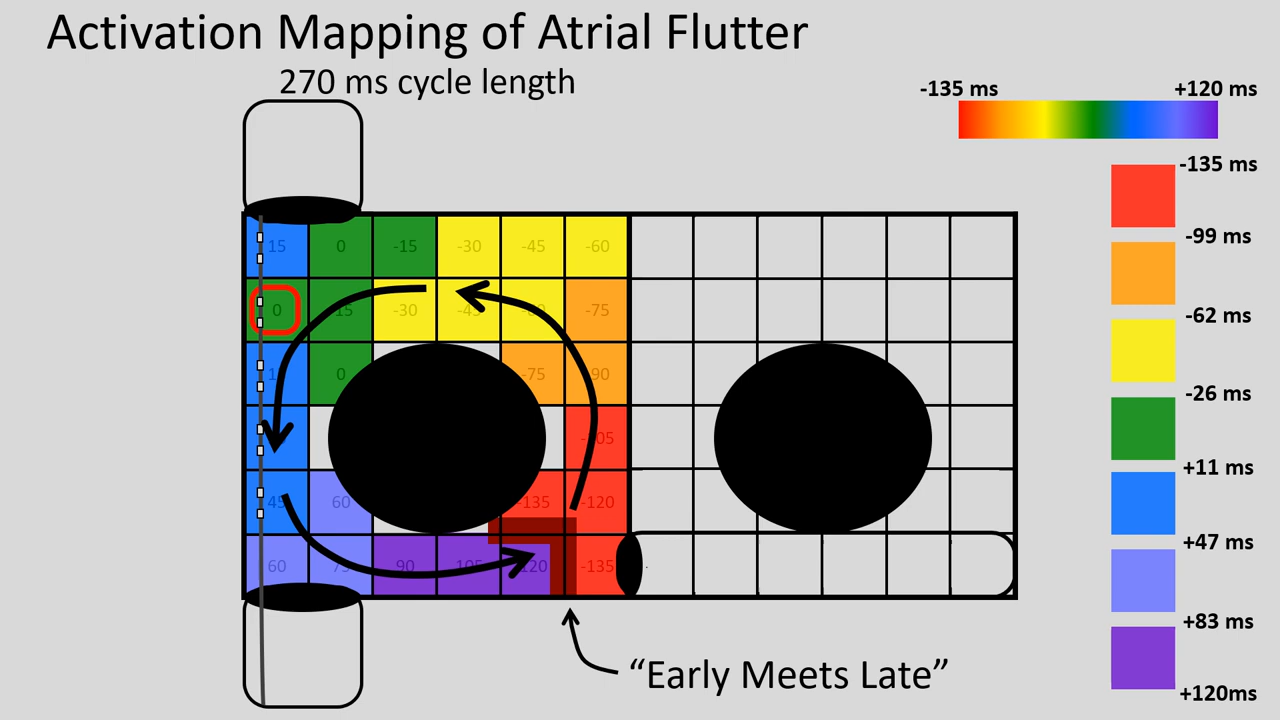 Activation Mapping of Atrial Flutter
270 ms cycle length
-135 ms +120 ms
-135 ms
-99 ms
-62 ms
-26 ms
+11 ms
+47 ms
+83 ms
+120ms
15 0 -15 -30 -45 -60
0 15 -30 -45 -75
0 -75 -90
-105
45 60 -135 -120
60 75 90 105 120 -135
“Early Meets Late”